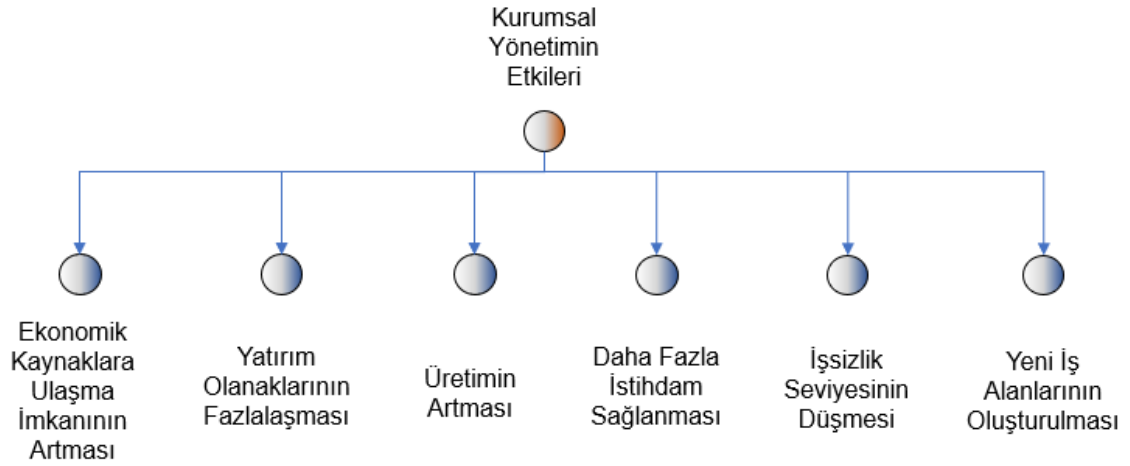 Kurumsal
Yönetimin
Etkileri
Ekonomik
Kaynaklara
Ulaşma
İmkanının
Artması
Yatırım
Olanaklarının
Fazlalaşması
Üretimin
Artması
Daha Fazla
İstihdam
Sağlanması
İşsizlik
Seviyesinin
Düşmesi
Yeni İş
Alanlarının
Oluşturulması